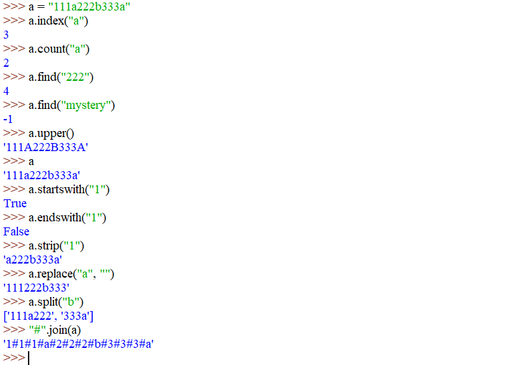 >>> a = "111a222b333a"
>>> a.index("a")
3
>>> a.count("a")
2
>>> a.find("222")
4
>>> a.find("mystery")
-1
>>> a.upper()
'111A222B333A'
>>> a
'111a222b333a'
>>> a.startswith("1")
True
>>> a.endswith("1")
False
>>> a.strip("1")
'a222b333a'
>>> a.replace("a", "")
'111222b333'
>>> a.split("b")
['111a222', '333a']
>>> "#".join(a)
'1#1#1#a#2#2#2#b#3#3#3#a'
>>>